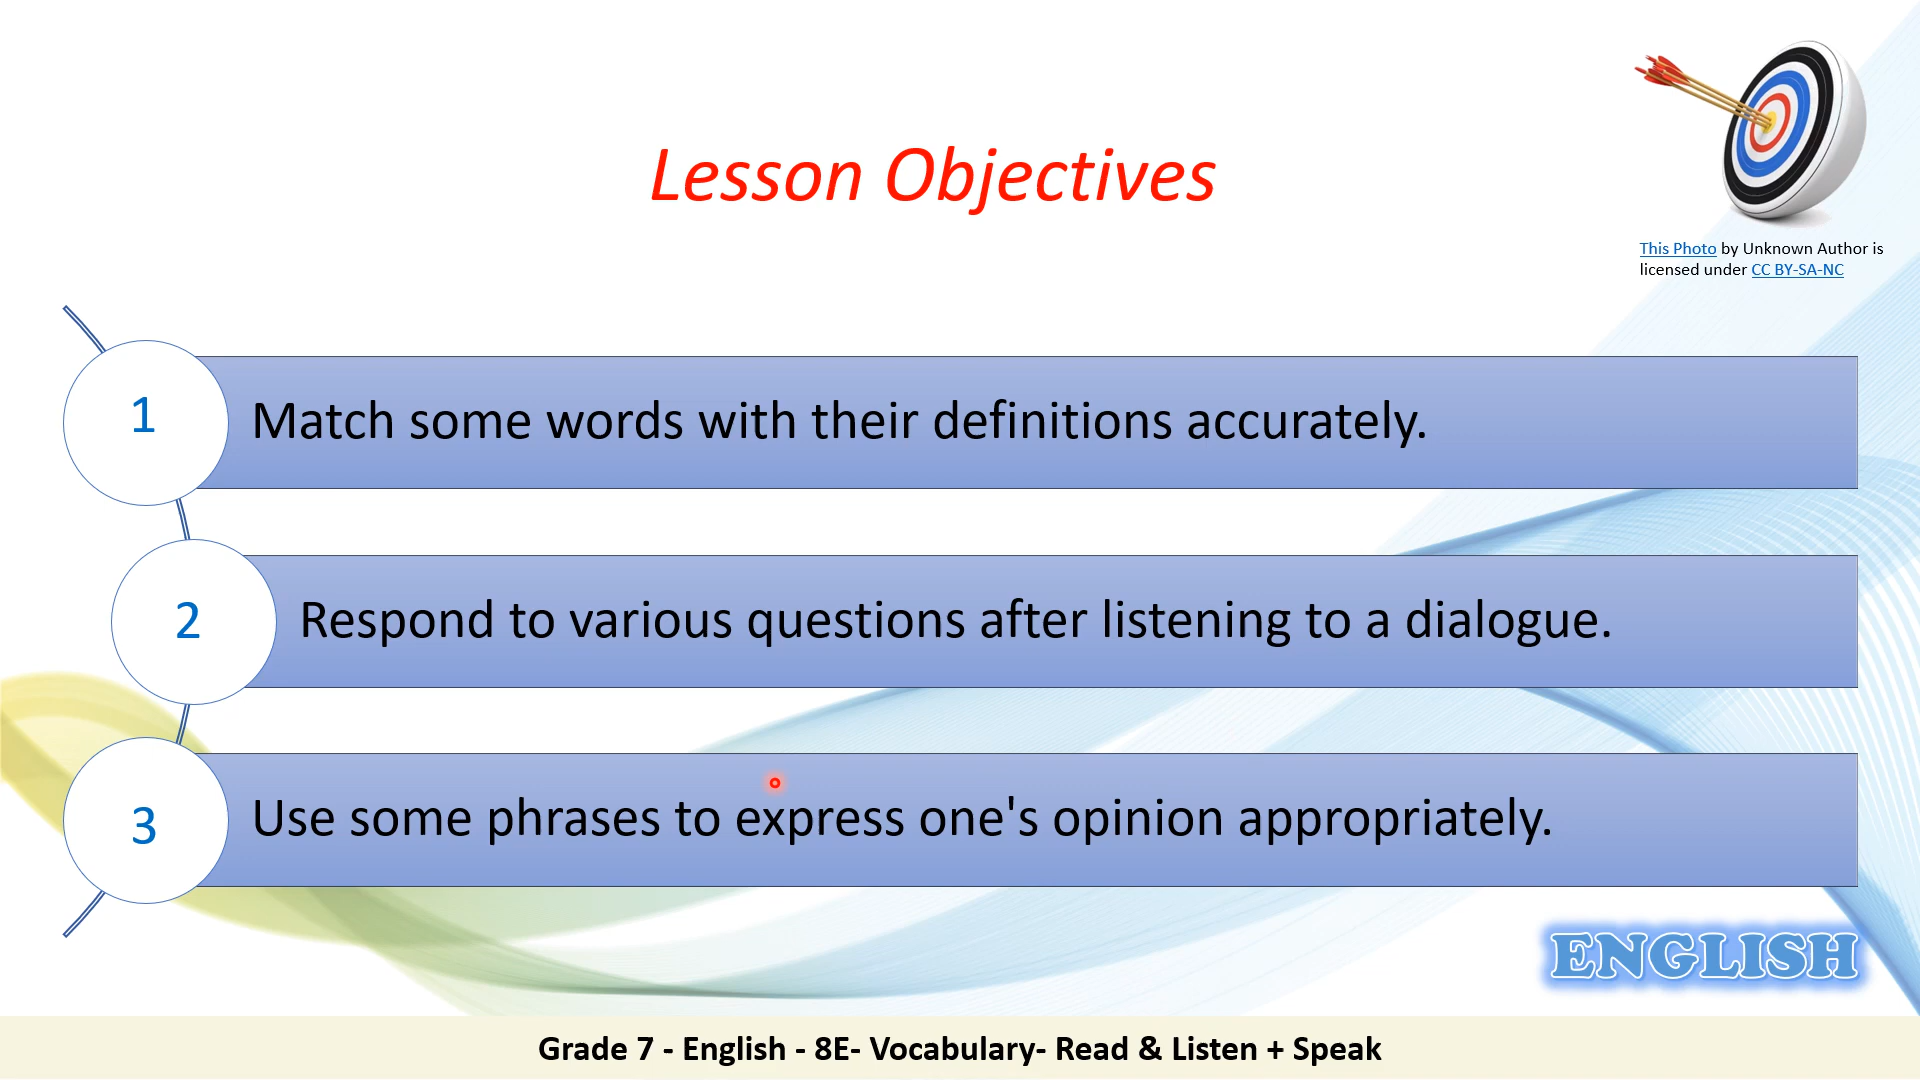 Lesson Objectives
This Photo by Unknown Author is
licensed under CC BY-SA-NC
1
Match some words with their definitions accurately.
2
Respond to various questions after listening to a dialogue.
3
Use some phrases to express one's opinion appropriately.
ENGLISH
Grade 7 - English - 8E- Vocabulary- Read & Listen + Speak